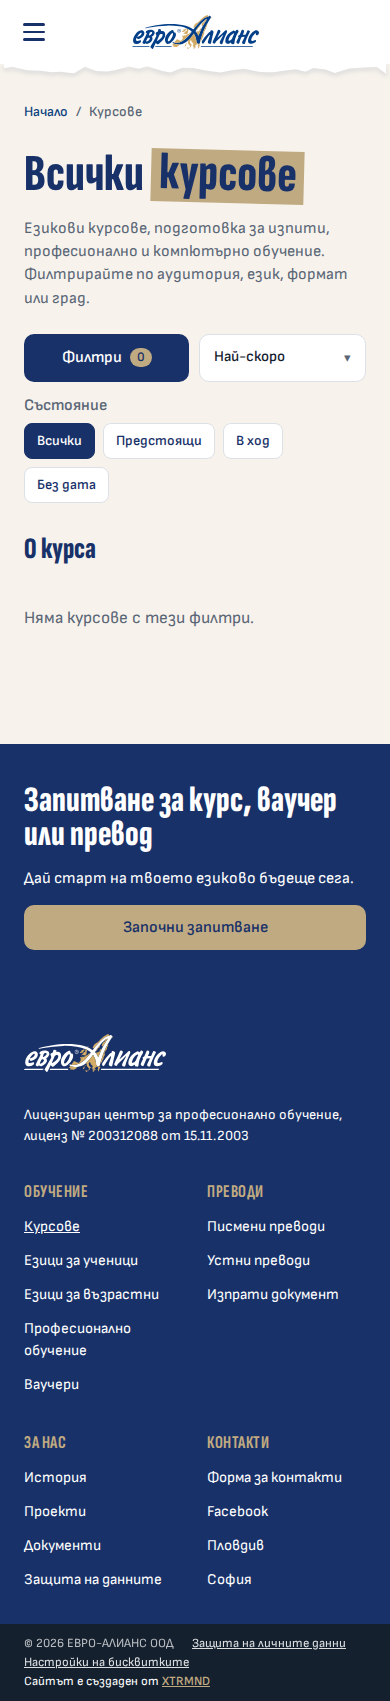 евроАлианс
Начало / Курсове
Всички курсове
Езикови курсове, подготовка за изпити,
професионално и компютърно обучение.
Филтрирайте по аудитория, език, формат
или град.
Филтри 0
Най-скоро ▼
Състояние
Всички Предстоящи В ход
Без дата
О курса
Няма курсове с тези филтри.
Запитване за курс, ваучер
или превод
Дай старт на твоето езиково бъдеще сега.
Започни запитване
евроАлианс
Лицензиран център за професионално обучение,
лиценз № 200312088 от 15.11.2003
ОБУЧЕНИЕ
Курсове
Езици за ученици
Езици за възрастни
Професионално
обучение
Ваучери
ПРЕВОДИ
Писмени преводи
Устни преводи
Изпрати документ
ЗА НАС
История
Проекти
Документи
Защита на данните
КОНТАКТИ
Форма за контакти
Facebook
Пловдив
София
© 2026 ЕВРО-АЛИАНС ООД Защита на личните данни
Настройки на бисквитките
Сайтът е създаден от XTRMND